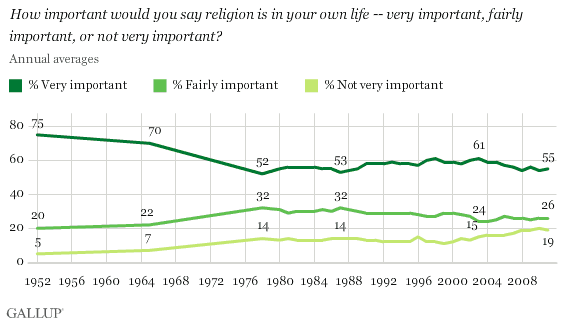 How important would you say religion is in your own life -- very important, fairly
important, or not very important?
Annual averages
% Very important % Fairly important % Not very important
80
60
40
20
0
75 70 52 53 61 55
20 22 32 32 24 26
5 7 14 14 15 19
1952 1956 1960 1964 1968 1972 1976 1980 1984 1988 1992 1996 2000 2004 2008
GALLUP®